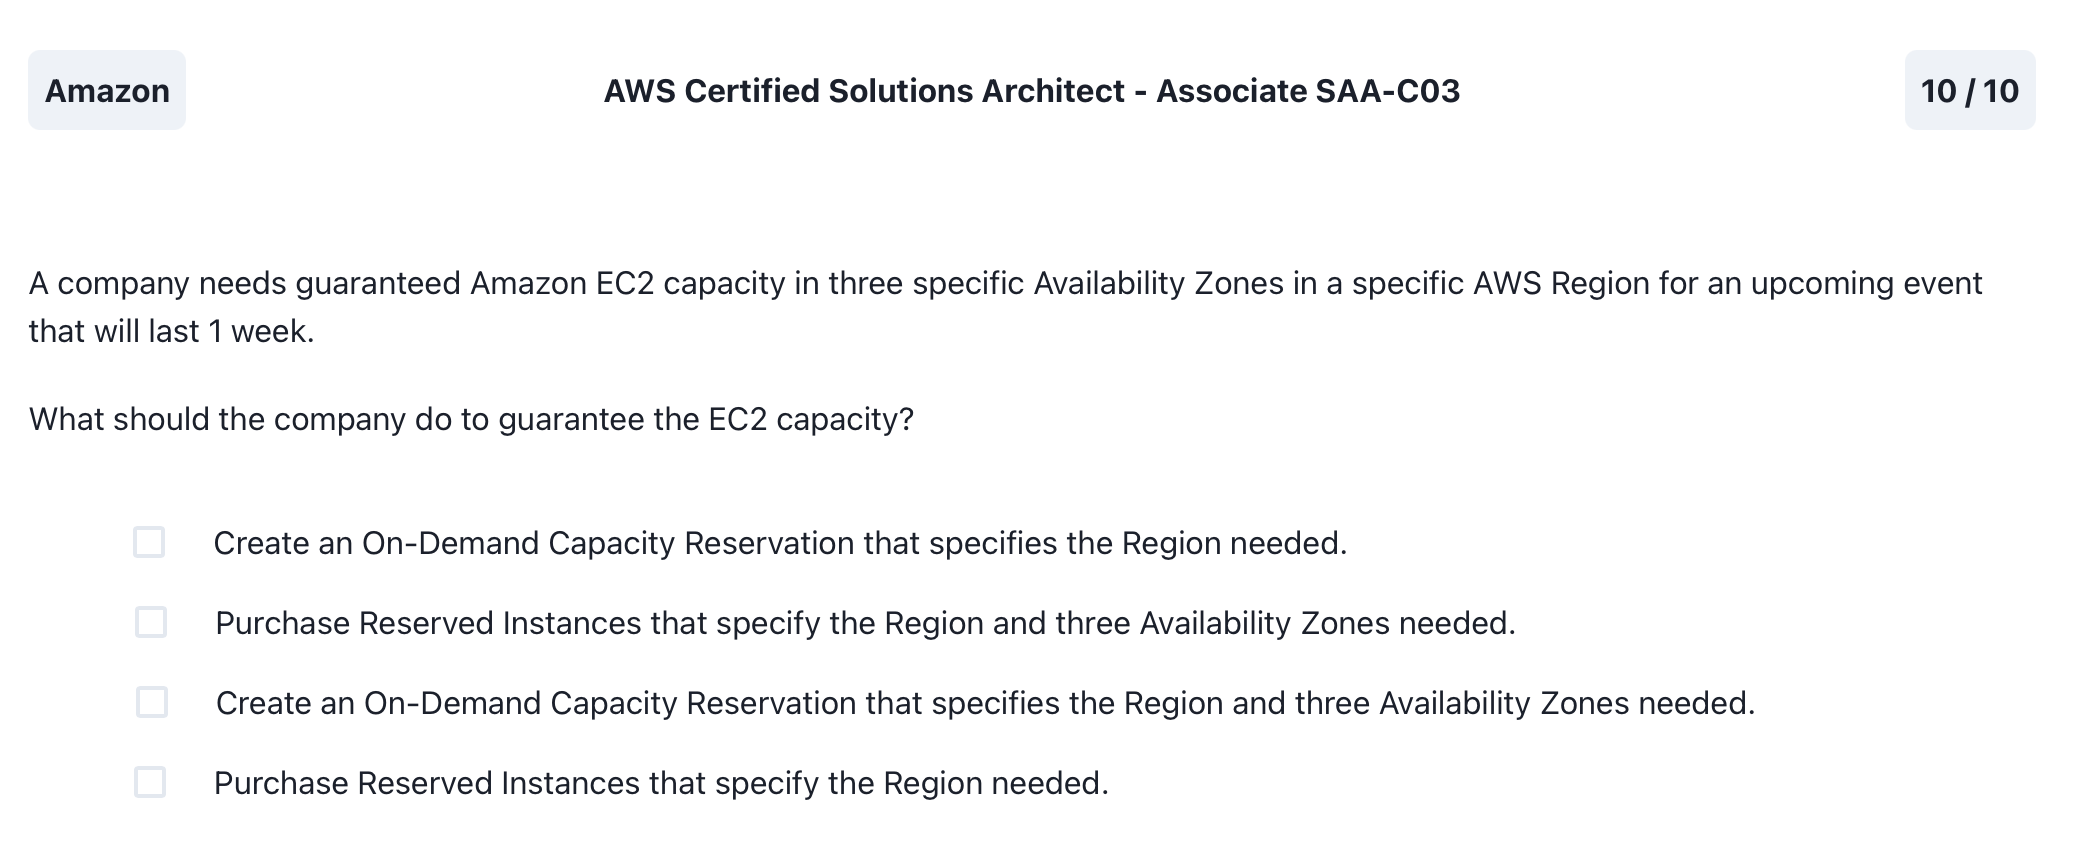 Amazon
AWS Certified Solutions Architect - Associate SAA-C03
10 / 10
A company needs guaranteed Amazon EC2 capacity in three specific Availability Zones in a specific AWS Region for an upcoming event
that will last 1 week.
What should the company do to guarantee the EC2 capacity?
Create an On-Demand Capacity Reservation that specifies the Region needed.
Purchase Reserved Instances that specify the Region and three Availability Zones needed.
Create an On-Demand Capacity Reservation that specifies the Region and three Availability Zones needed.
Purchase Reserved Instances that specify the Region needed.